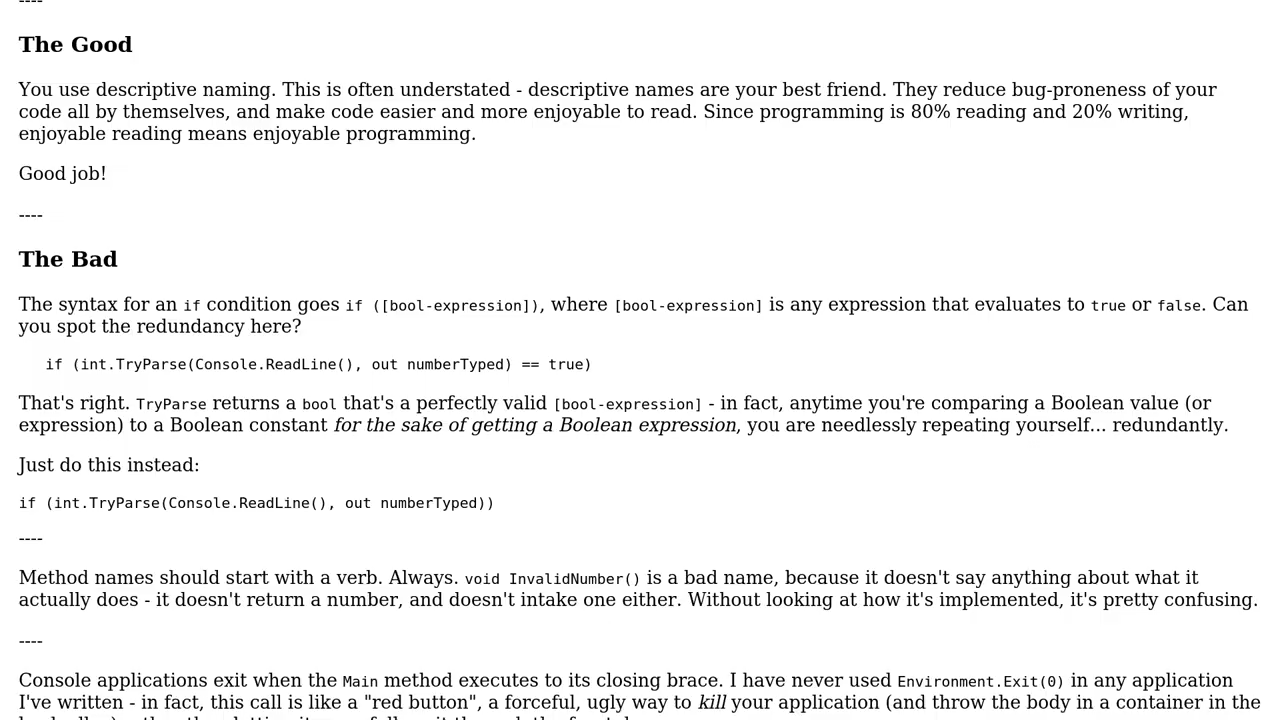 ----
The Good
You use descriptive naming. This is often understated - descriptive names are your best friend. They reduce bug-proneness of your
code all by themselves, and make code easier and more enjoyable to read. Since programming is 80% reading and 20% writing,
enjoyable reading means enjoyable programming.
Good job!
----
The Bad
The syntax for an if condition goes if ([bool-expression]), where [bool-expression] is any expression that evaluates to true or false. Can
you spot the redundancy here?
if (int.TryParse(Console.ReadLine(), out numberTyped) == true)
That's right. TryParse returns a bool that's a perfectly valid [bool-expression] - in fact, anytime you're comparing a Boolean value (or
expression) to a Boolean constant for the sake of getting a Boolean expression, you are needlessly repeating yourself... redundantly.
Just do this instead:
if (int.TryParse(Console.ReadLine(), out numberTyped))
----
Method names should start with a verb. Always. void InvalidNumber() is a bad name, because it doesn't say anything about what it
actually does - it doesn't return a number, and doesn't intake one either. Without looking at how it's implemented, it's pretty confusing.
----
Console applications exit when the Main method executes to its closing brace. I have never used Environment.Exit(0) in any application
I've written - in fact, this call is like a "red button", a forceful, ugly way to kill your application (and throw the body in a container in the